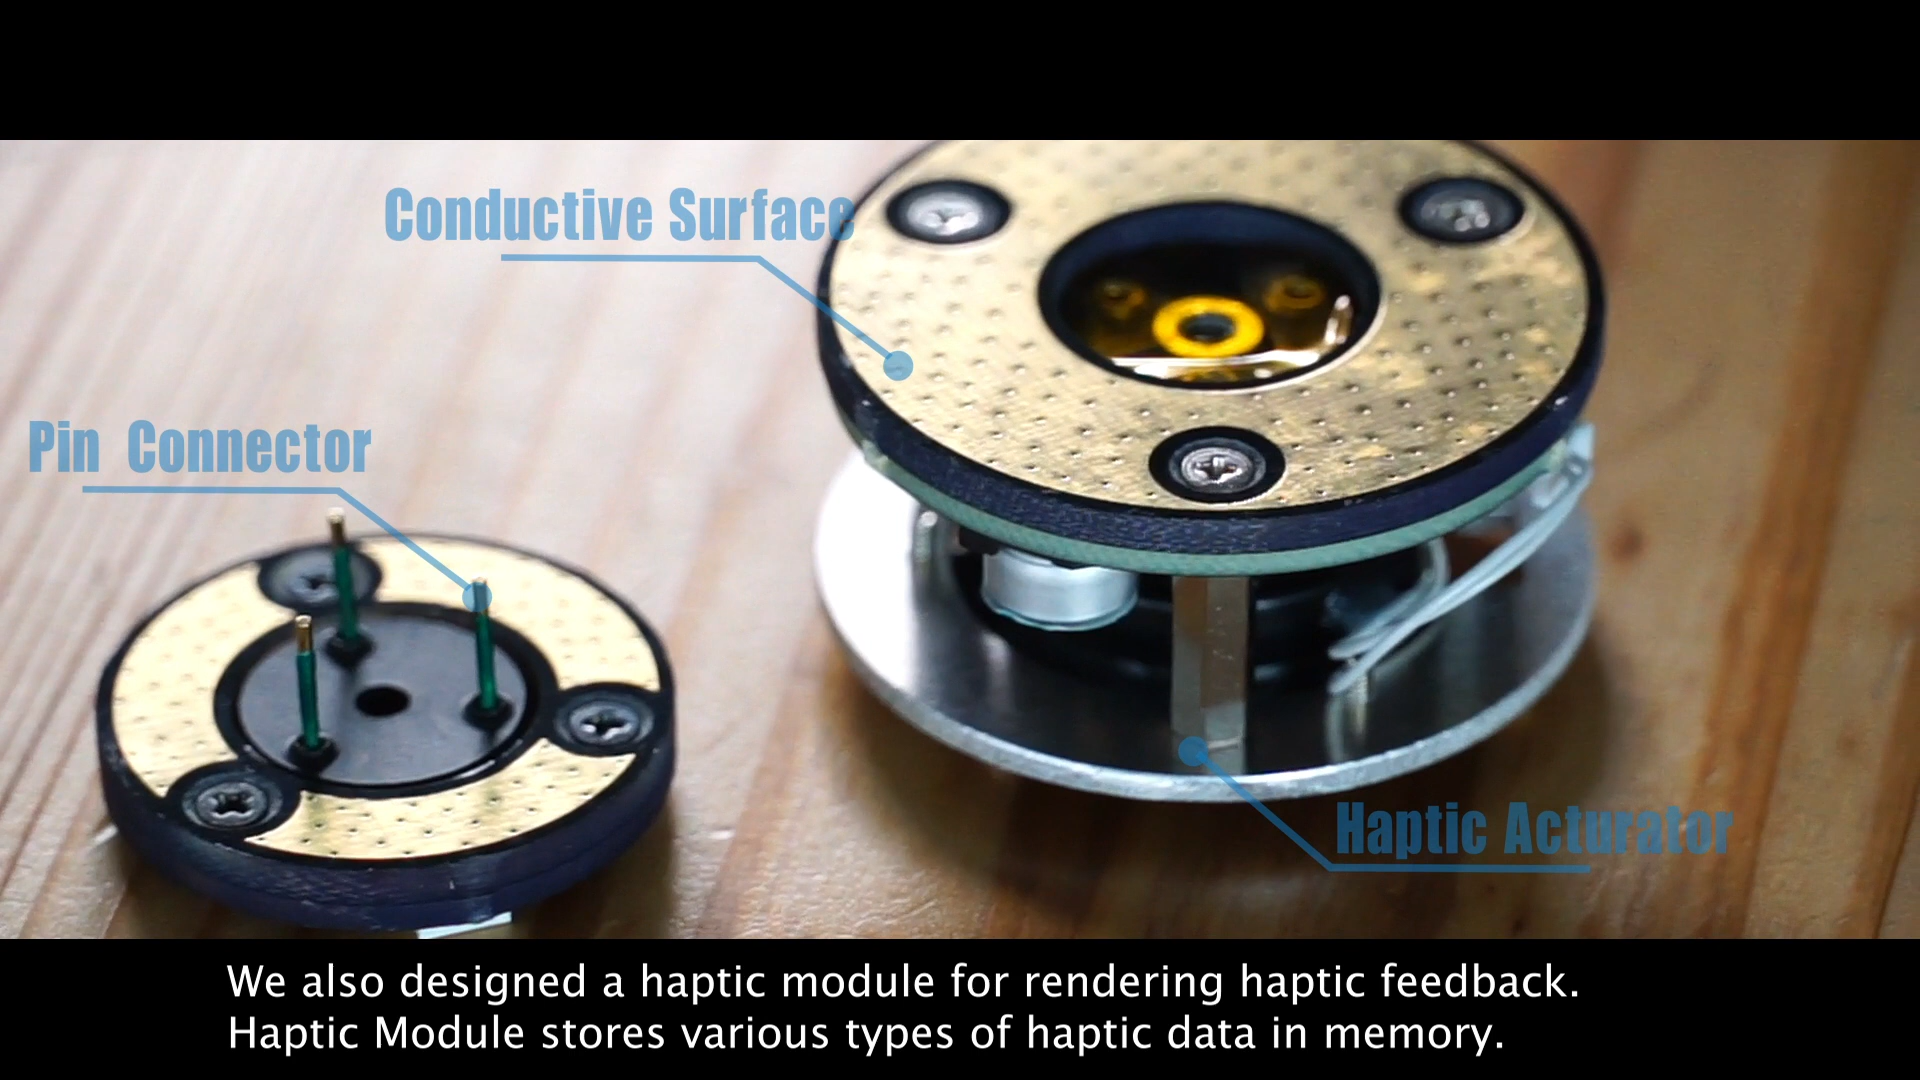 Conductive Surface
Pin Connector
Haptic Acturator
We also designed a haptic module for rendering haptic feedback.
Haptic Module stores various types of haptic data in memory.